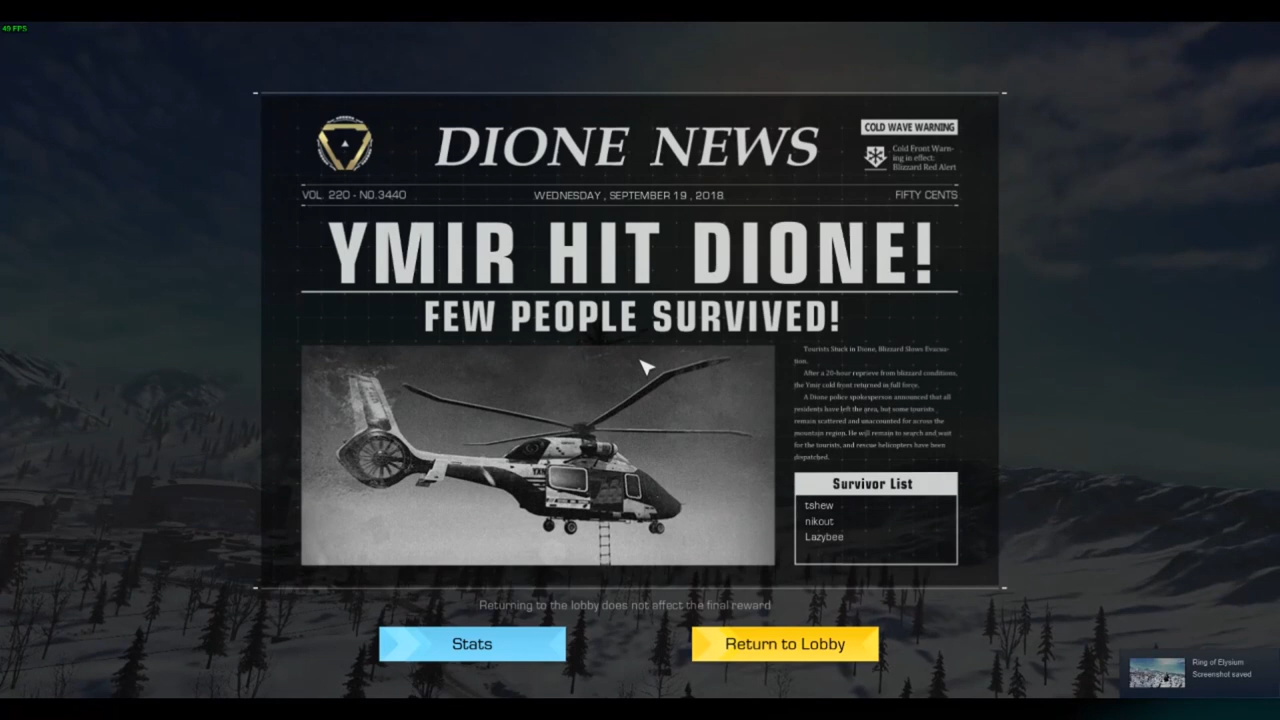 49 FPS
DIONE NEWS
COLD WAVE WARNING
Cold Front Warn-
ing in effect:
Blizzard Red Alert
VOL. 220 - NO.3440
WEDNESDAY , SEPTEMBER 19 , 2018
FIFTY CENTS
YMIR HIT DIONE!
FEW PEOPLE SURVIVED!
Tourists Stuck in Dione, Blizzard Slows Evacua-
tion.
After a 20-hour reprieve from blizzard conditions,
the Ymir cold front returned in full force.
A Dione police spokesperson announced that all
residents have left the area, but some tourists
remain scattered and unaccounted for across the
mountain region. He will remain to search and wait
for the tourists, and rescue helicopters have been
dispatched.
Survivor List
tshew
nikout
Lazybee
Returning to the lobby does not affect the final reward
Stats
Return to Lobby
Ring of Elysium
Screenshot saved